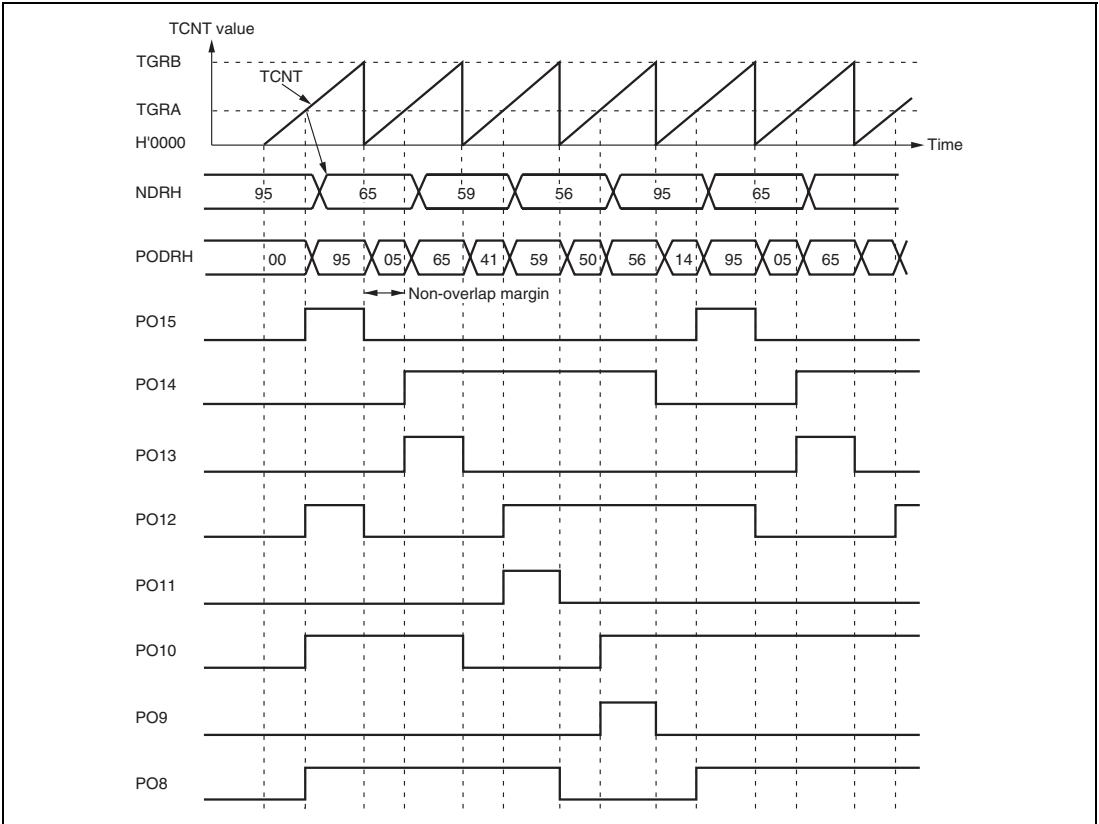 TCNT value
TGRB
TCNT
TGRA
H'0000
Time
NDRH 95 65 59 56 95 65
PODRH 00 95 05 65 41 59 50 56 14 95 05 65
Non-overlap margin
PO15
PO14
PO13
PO12
PO11
PO10
PO9
PO8